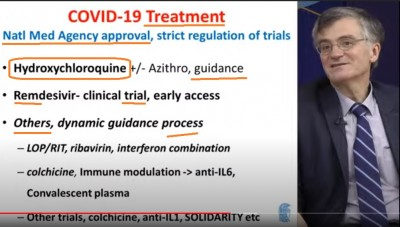 COVID-19 Treatment
Natl Med Agency approval, strict regulation of trials
• Hydroxychloroquine +/- Azithro, guidance
• Remdesivir- clinical trial, early access
• Others, dynamic guidance process
– LOP/RIT, ribavirin, interferon combination
– colchicine, Immune modulation -> anti-IL6,
Convalescent plasma
– Other trials, colchicine, anti-IL1, SOLIDARITY etc